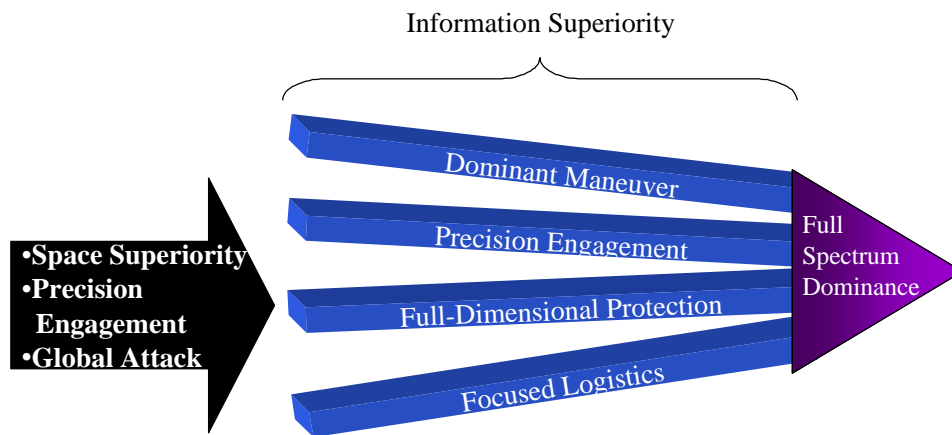 Information Superiority
Dominant Maneuver
Precision Engagement
Full-Dimensional Protection
Focused Logistics
•Space Superiority
•Precision
Engagement
•Global Attack
Full
Spectrum
Dominance